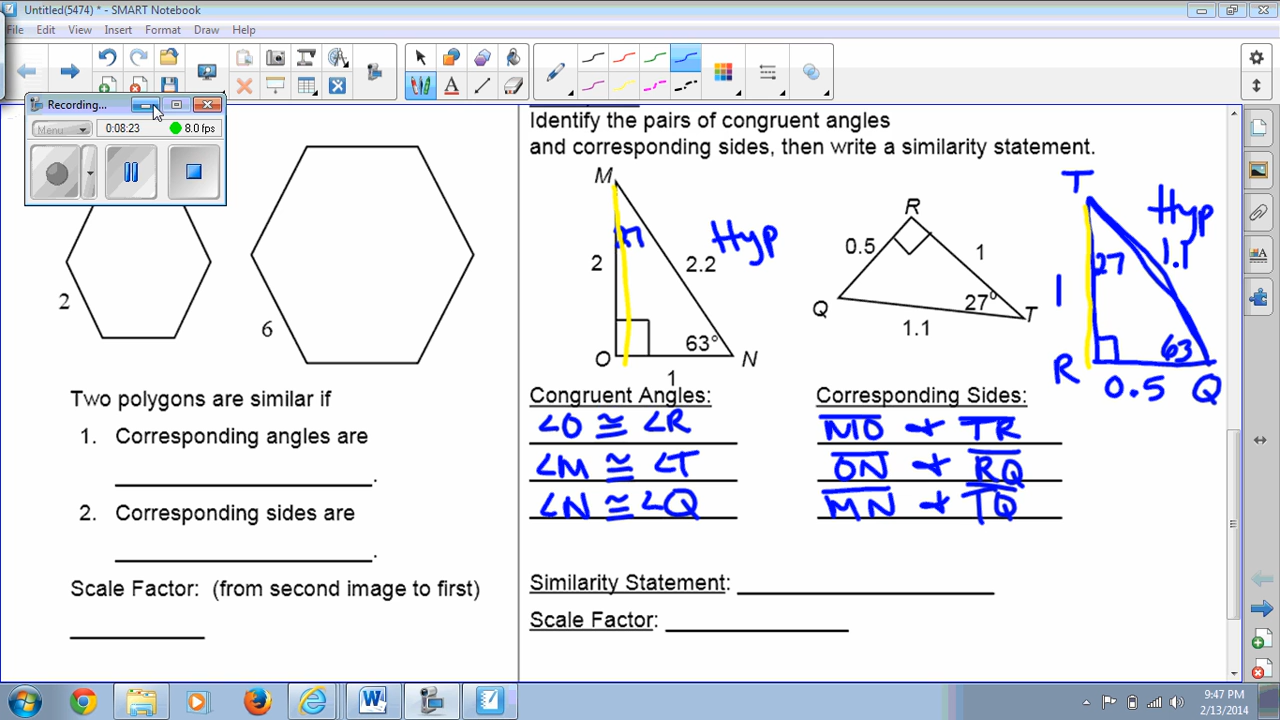 Untitled(5474) * - SMART Notebook
File Edit View Insert Format Draw Help
Recording...
Menu 0:08:23 8.0 fps
2
6
Two polygons are similar if
1. Corresponding angles are
_______________.
2. Corresponding sides are
_______________.
Scale Factor: (from second image to first)
Identify the pairs of congruent angles
and corresponding sides, then write a similarity statement.
M
27
Hyp
2
2.2
63°
O
N
1
R
0.5
1
Q
27°
T
1.1
T
Hyp
1.1
27
1
63
R
0.5
Q
Congruent Angles:
∠O ≅ ∠R
∠M ≅ ∠T
∠N ≅ ∠Q
Corresponding Sides:
MO & TR
ON & RQ
MN & TQ
Similarity Statement:
Scale Factor:
9:47 PM
2/13/2014